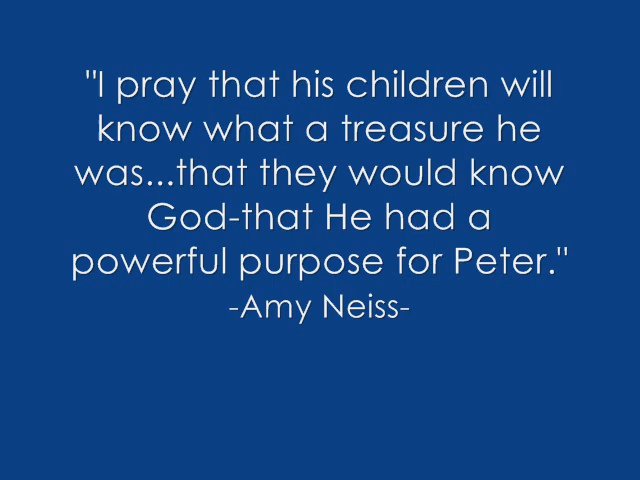 "I pray that his children will
know what a treasure he
was...that they would know
God-that He had a
powerful purpose for Peter."
-Amy Neiss-